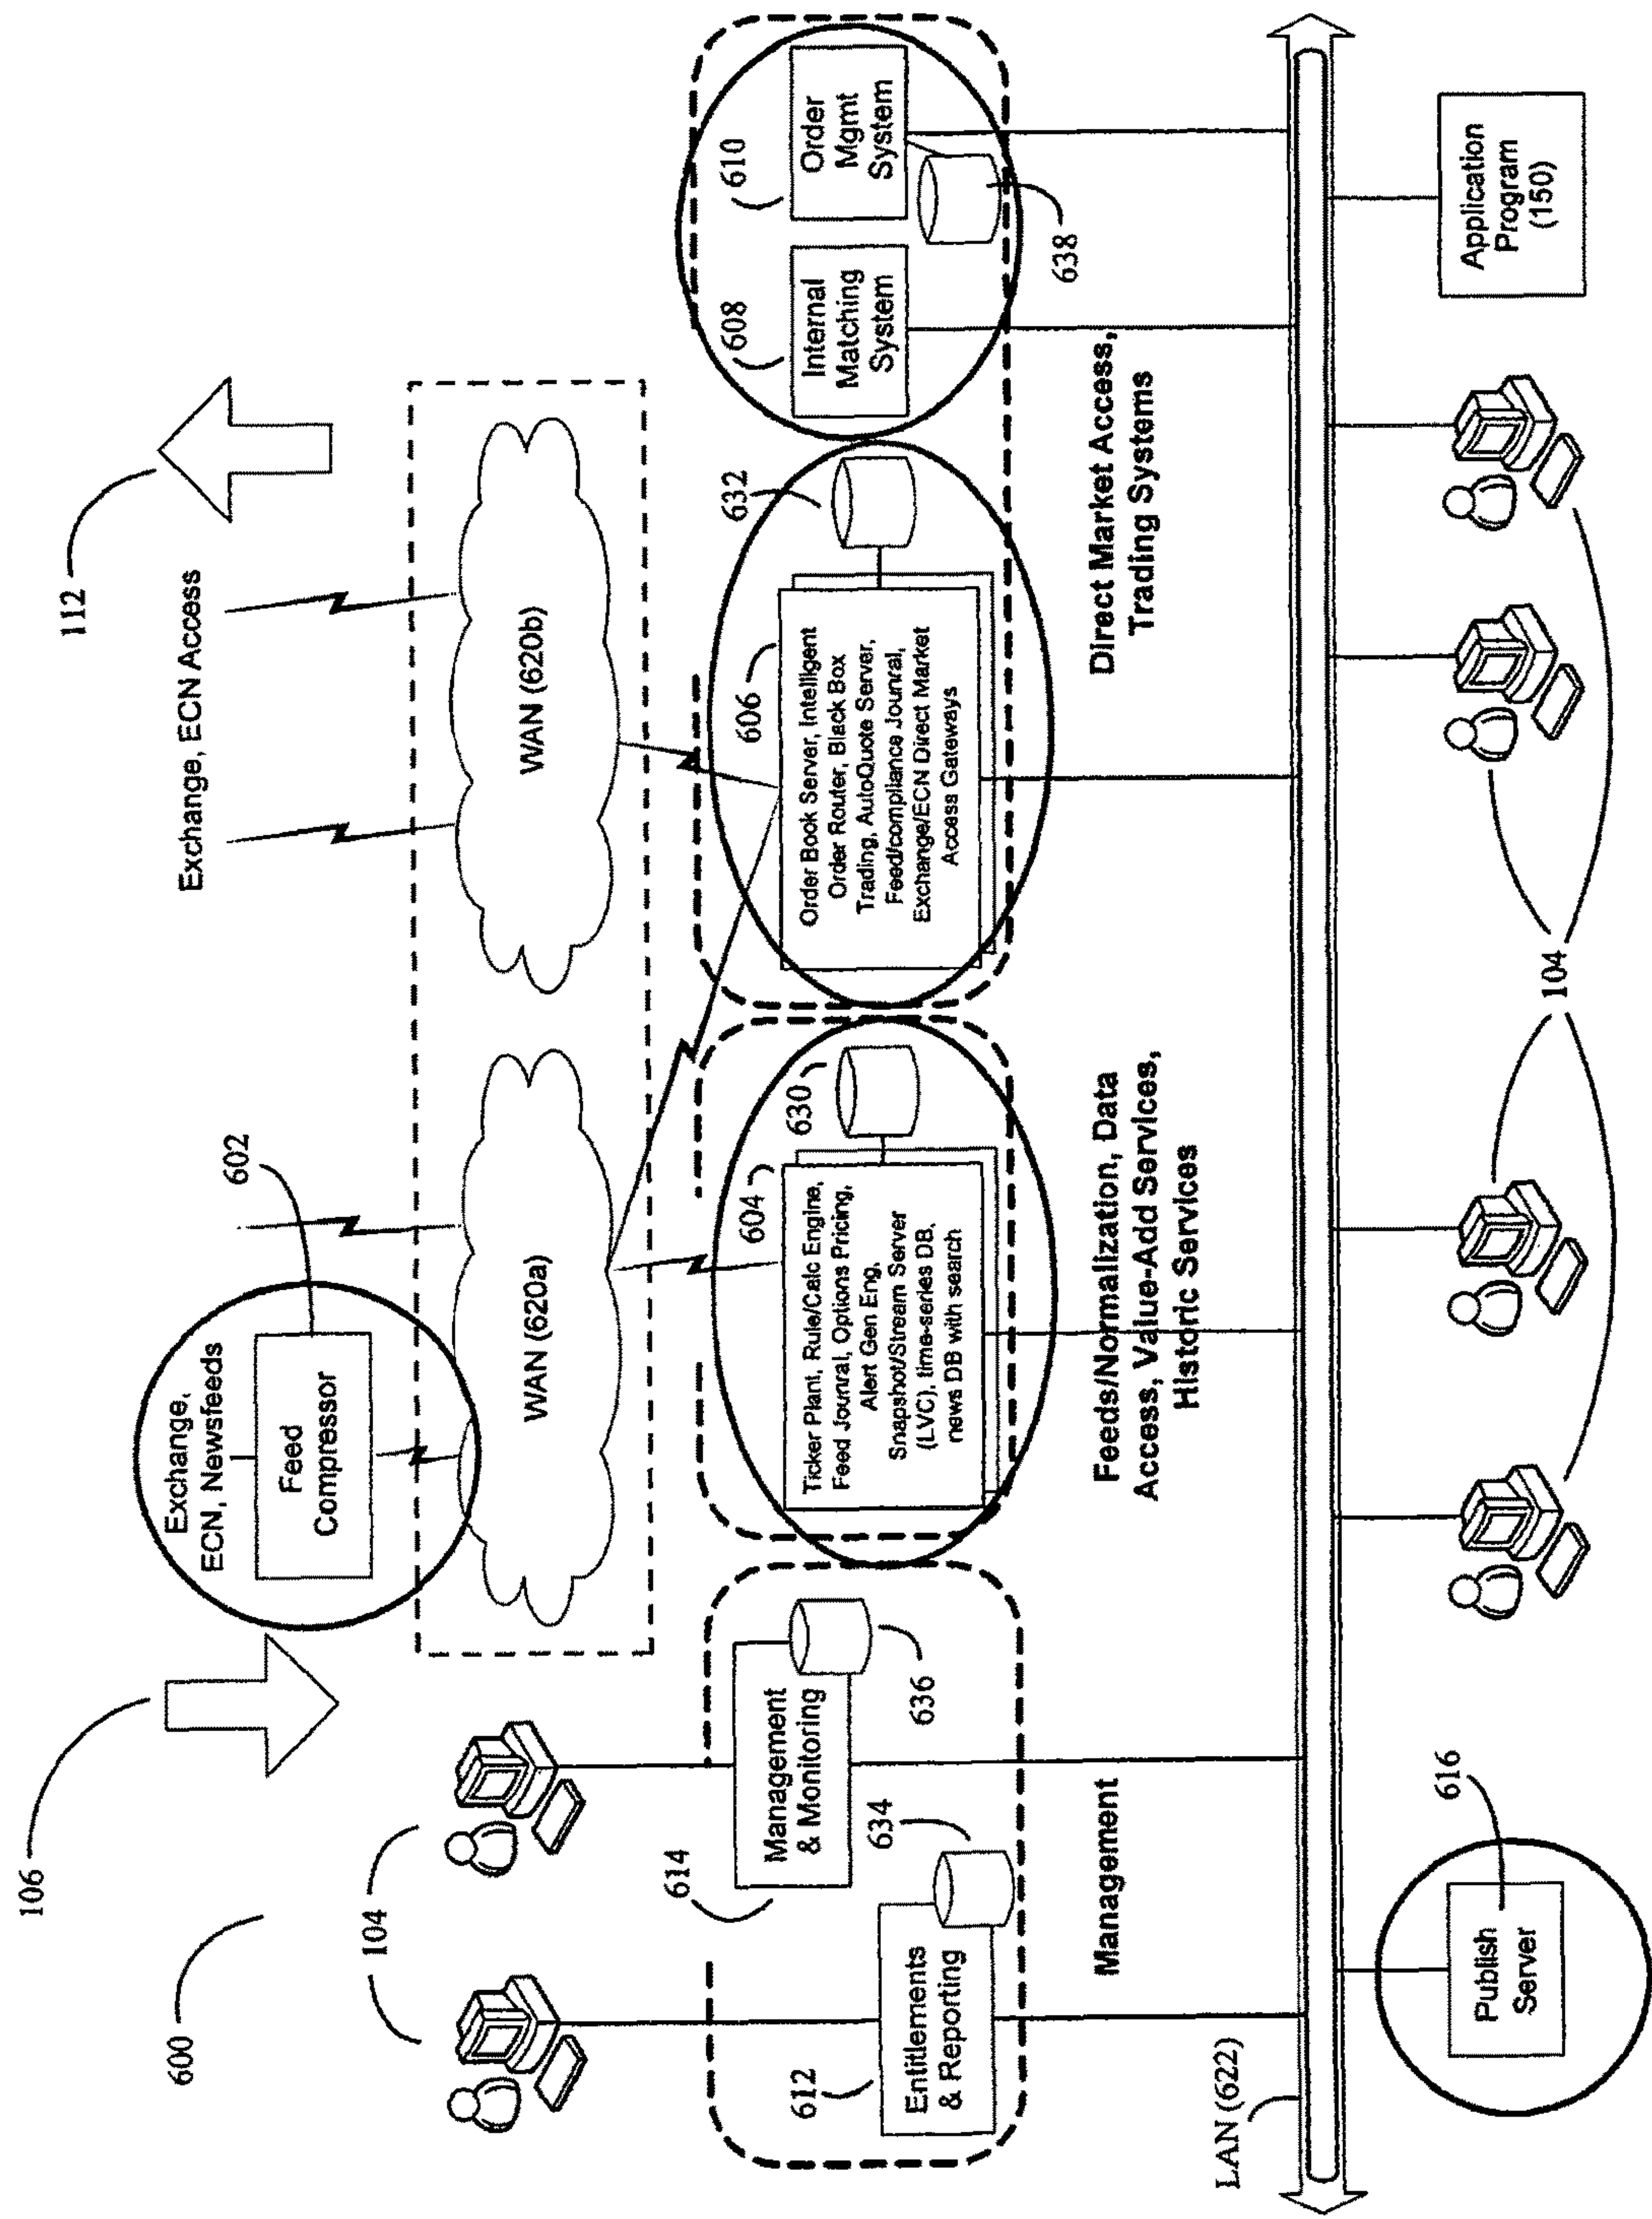 600
106
104
Exchange,
ECN, Newsfeeds
Feed
Compressor
602
Exchange, ECN Access
112
WAN (620a)
WAN (620b)
614
Management
& Monitoring
636
612
Entitlements
& Reporting
634
Management
604
Ticker Plant, Rule/Calc Engine,
Feed Jounral, Options Pricing,
Alert Gen Eng,
Snapshot/Stream Server
(LVC), time-series DB,
news DB with search
630
Feeds/Normalization, Data
Access, Value-Add Services,
Historic Services
606
Order Book Server, Intelligent
Order Router, Black Box
Trading, AutoQuote Server,
Feed/compliance Jounral,
Exchange/ECN Direct Market
Access Gateways
632
608
Internal
Matching
System
610
Order
Mgmt
System
638
Direct Market Access,
Trading Systems
LAN (622)
Publish
Server
616
104
Application
Program
(150)